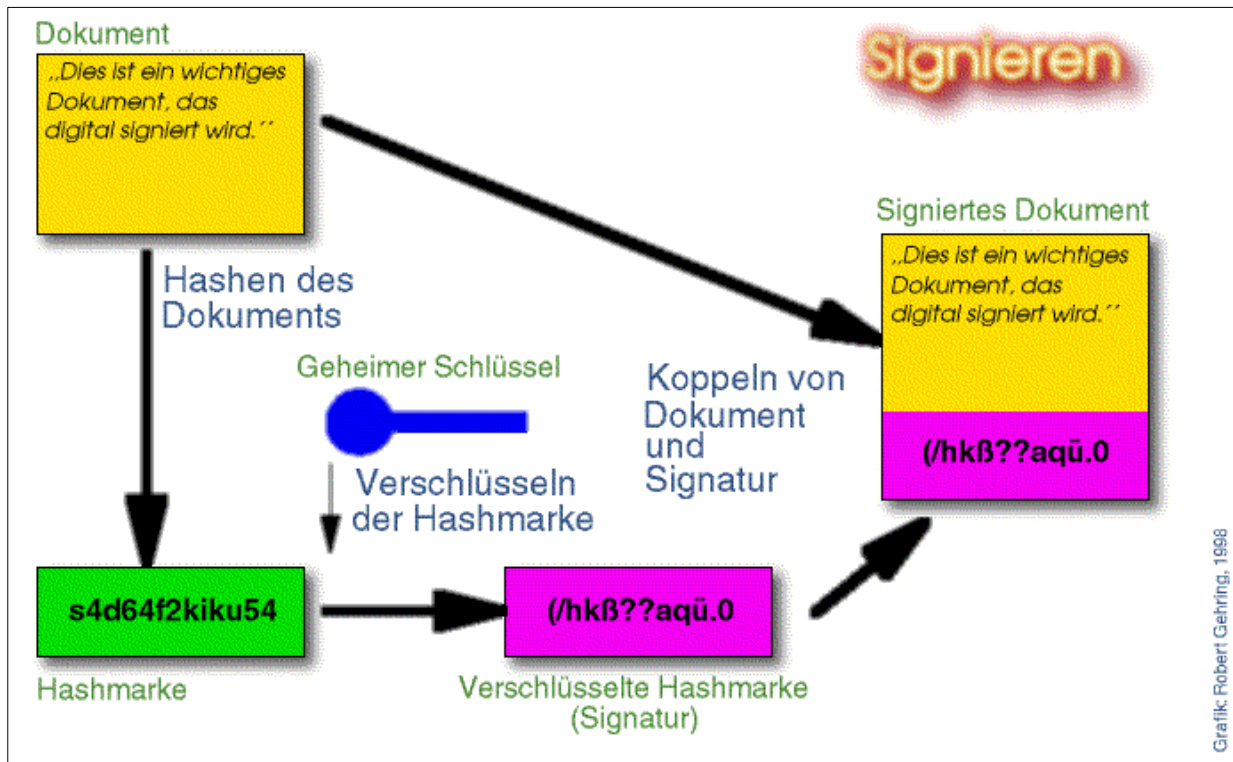 Dokument
„Dies ist ein wichtiges
Dokument, das
digital signiert wird.´´
Signieren
Hashen des
Dokuments
Geheimer Schlüssel
Verschlüsseln
der Hashmarke
Koppeln von
Dokument
und
Signatur
Signiertes Dokument
„Dies ist ein wichtiges
Dokument, das
digital signiert wird.´´
(/hkß??aqü.0
s4d64f2kiku54
Hashmarke
(/hkß??aqü.0
Verschlüsselte Hashmarke
(Signatur)
Grafik: Robert Gehring, 1998